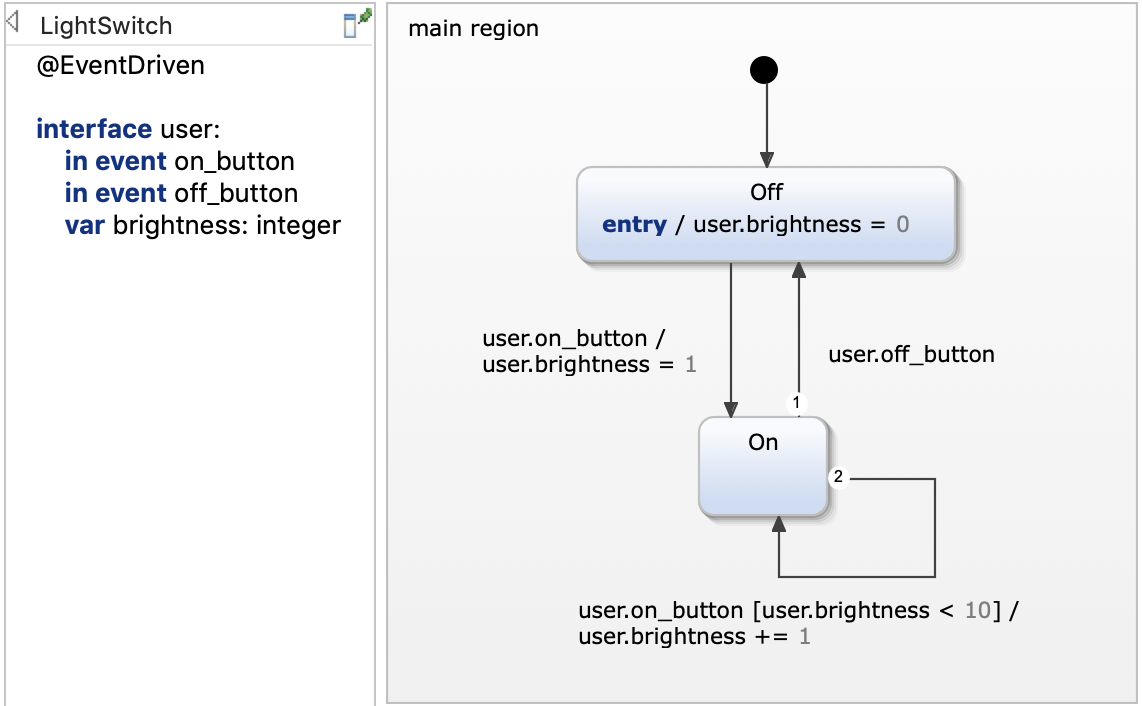 LightSwitch
@EventDriven
interface user:
in event on_button
in event off_button
var brightness: integer
main region
Off
entry / user.brightness = 0
user.on_button /
user.brightness = 1
user.off_button
1
On
2
user.on_button [user.brightness < 10] /
user.brightness += 1